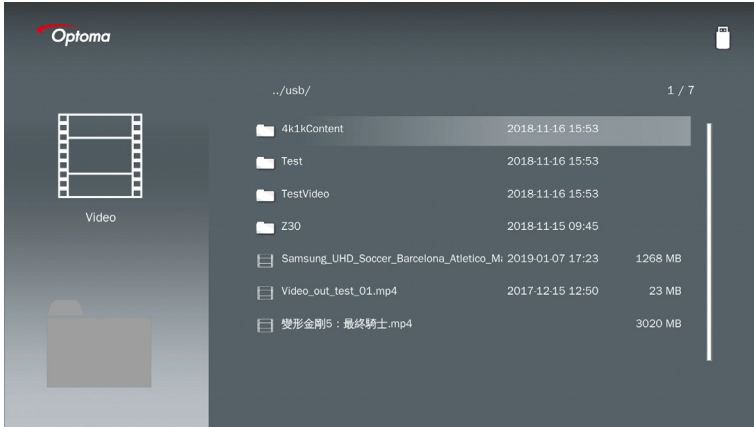 Optoma
../usb/ 1 / 7
4k1kContent 2018-11-16 15:53
Test 2018-11-16 15:53
TestVideo 2018-11-16 15:53
Video
Z30 2018-11-15 09:45
Samsung_UHD_Soccer_Barcelona_Atletico_Ma 2019-01-07 17:23 1268 MB
Video_out_test_01.mp4 2017-12-15 12:50 23 MB
變形金剛5：最終騎士.mp4 3020 MB